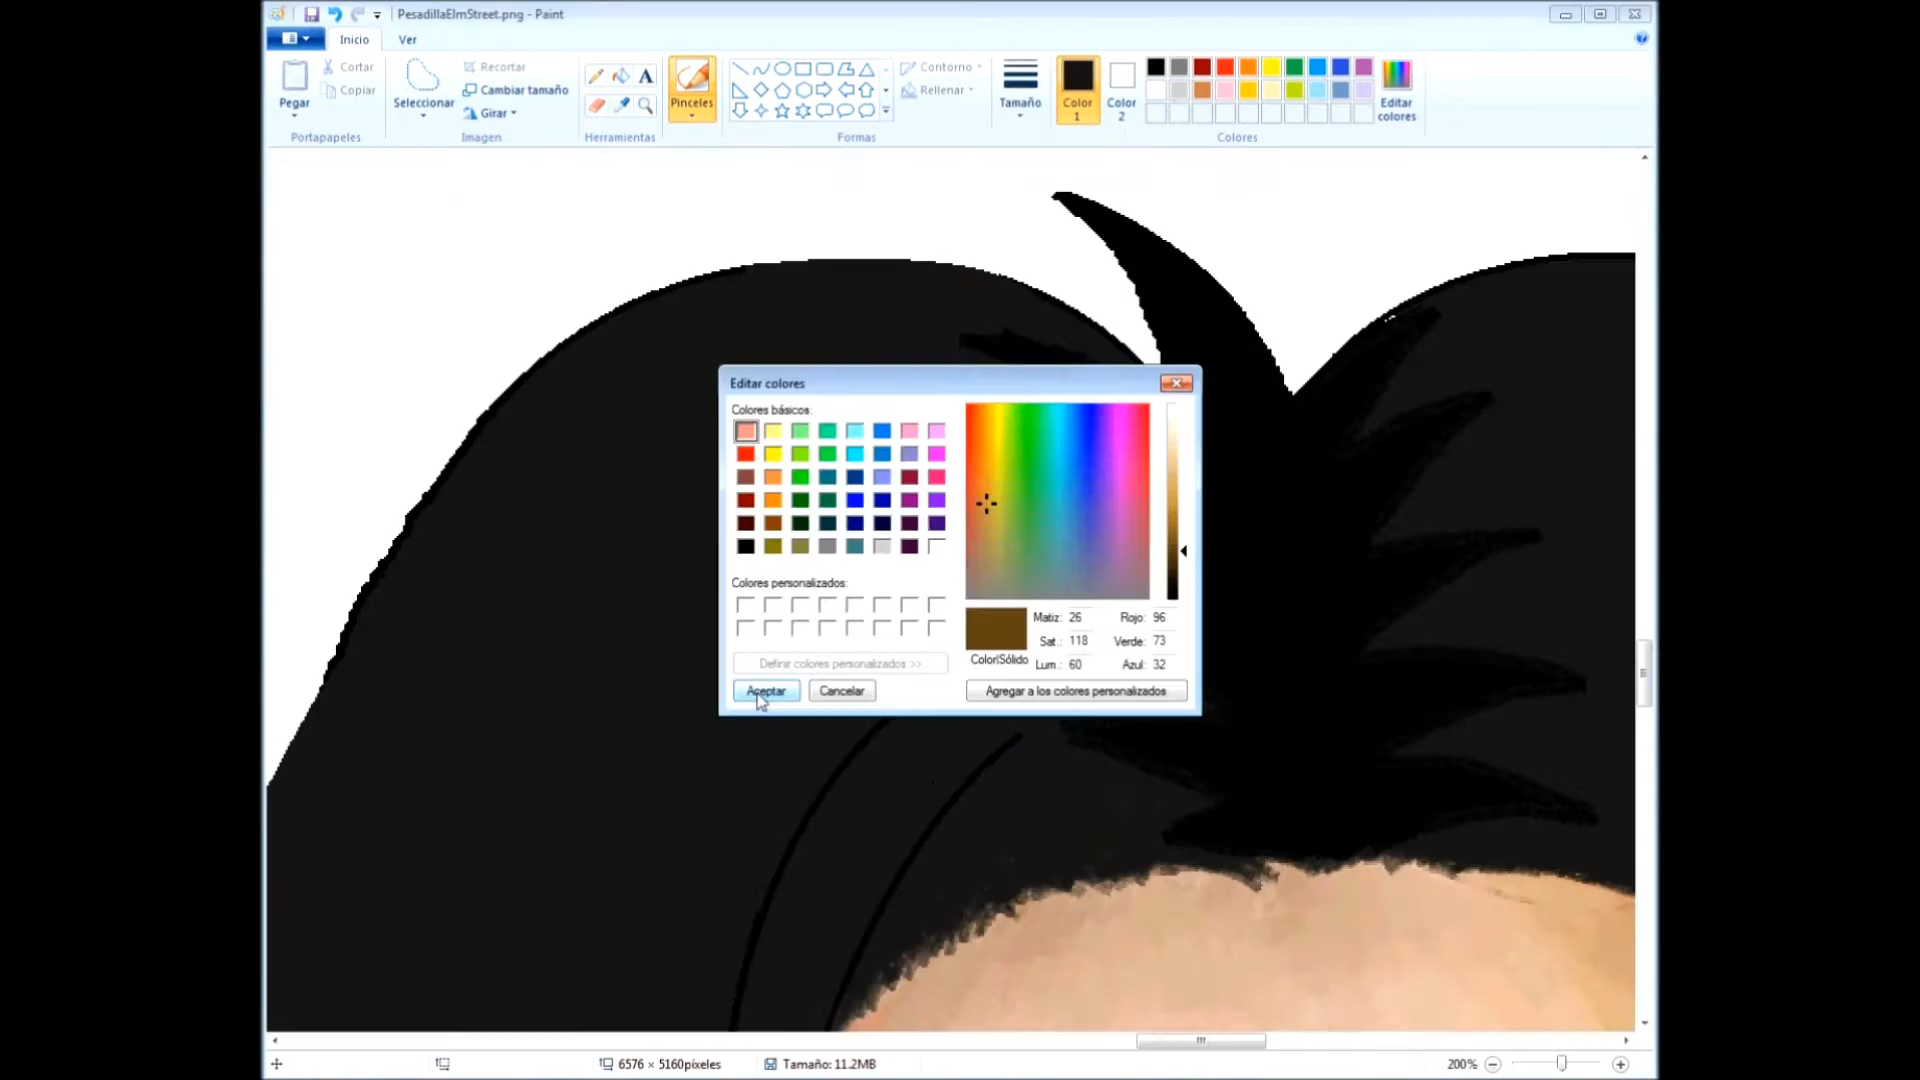 PesadillaElmStreet.png - Paint
Inicio
Ver
Pegar
Cortar
Copiar
Portapapeles
Seleccionar
Recortar
Cambiar tamaño
Girar
Imagen
A
Herramientas
Pinceles
Contorno
Rellenar
Formas
Tamaño
Color
1
Color
2
Editar
colores
Colores
Editar colores
Colores básicos:
Colores personalizados:
Definir colores personalizados >>
Aceptar
Cancelar
Color|Sólido
Matiz: 26
Rojo: 96
Sat.: 118
Verde: 73
Lum.: 60
Azul: 32
Agregar a los colores personalizados
6576 × 5160píxeles
Tamaño: 11.2MB
200%